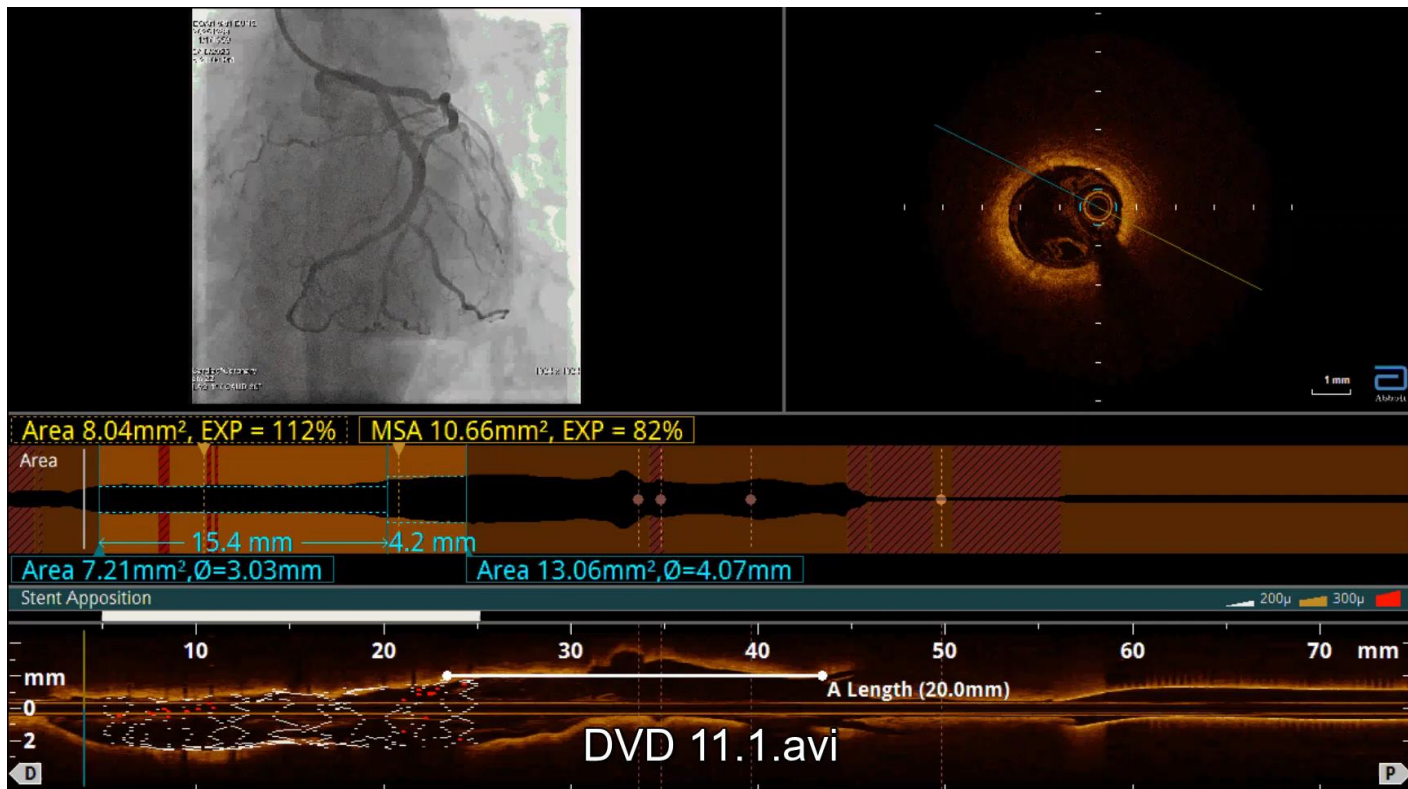 1 mm
Abbott
Area 8.04mm², EXP = 112%
MSA 10.66mm², EXP = 82%
Area
15.4 mm
4.2 mm
Area 7.21mm²,Ø=3.03mm
Area 13.06mm²,Ø=4.07mm
Stent Apposition
200µ
300µ
10 20 30 40 50 60 70 mm
mm
A Length (20.0mm)
0
2
DVD 11.1.avi
D
P